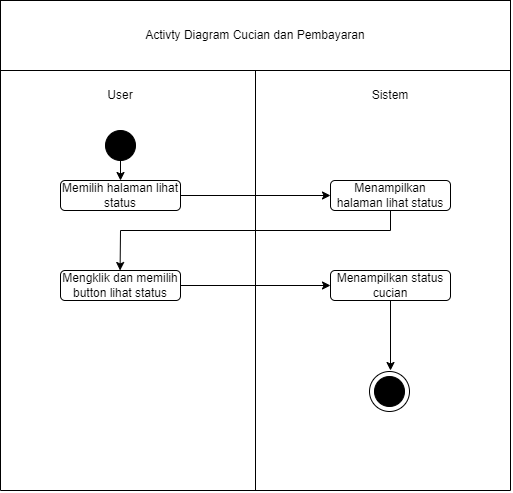 Activty Diagram Cucian dan Pembayaran
User
Sistem
Memilih halaman lihat
status
Menampilkan
halaman lihat status
Mengklik dan memilih
button lihat status
Menampilkan status
cucian